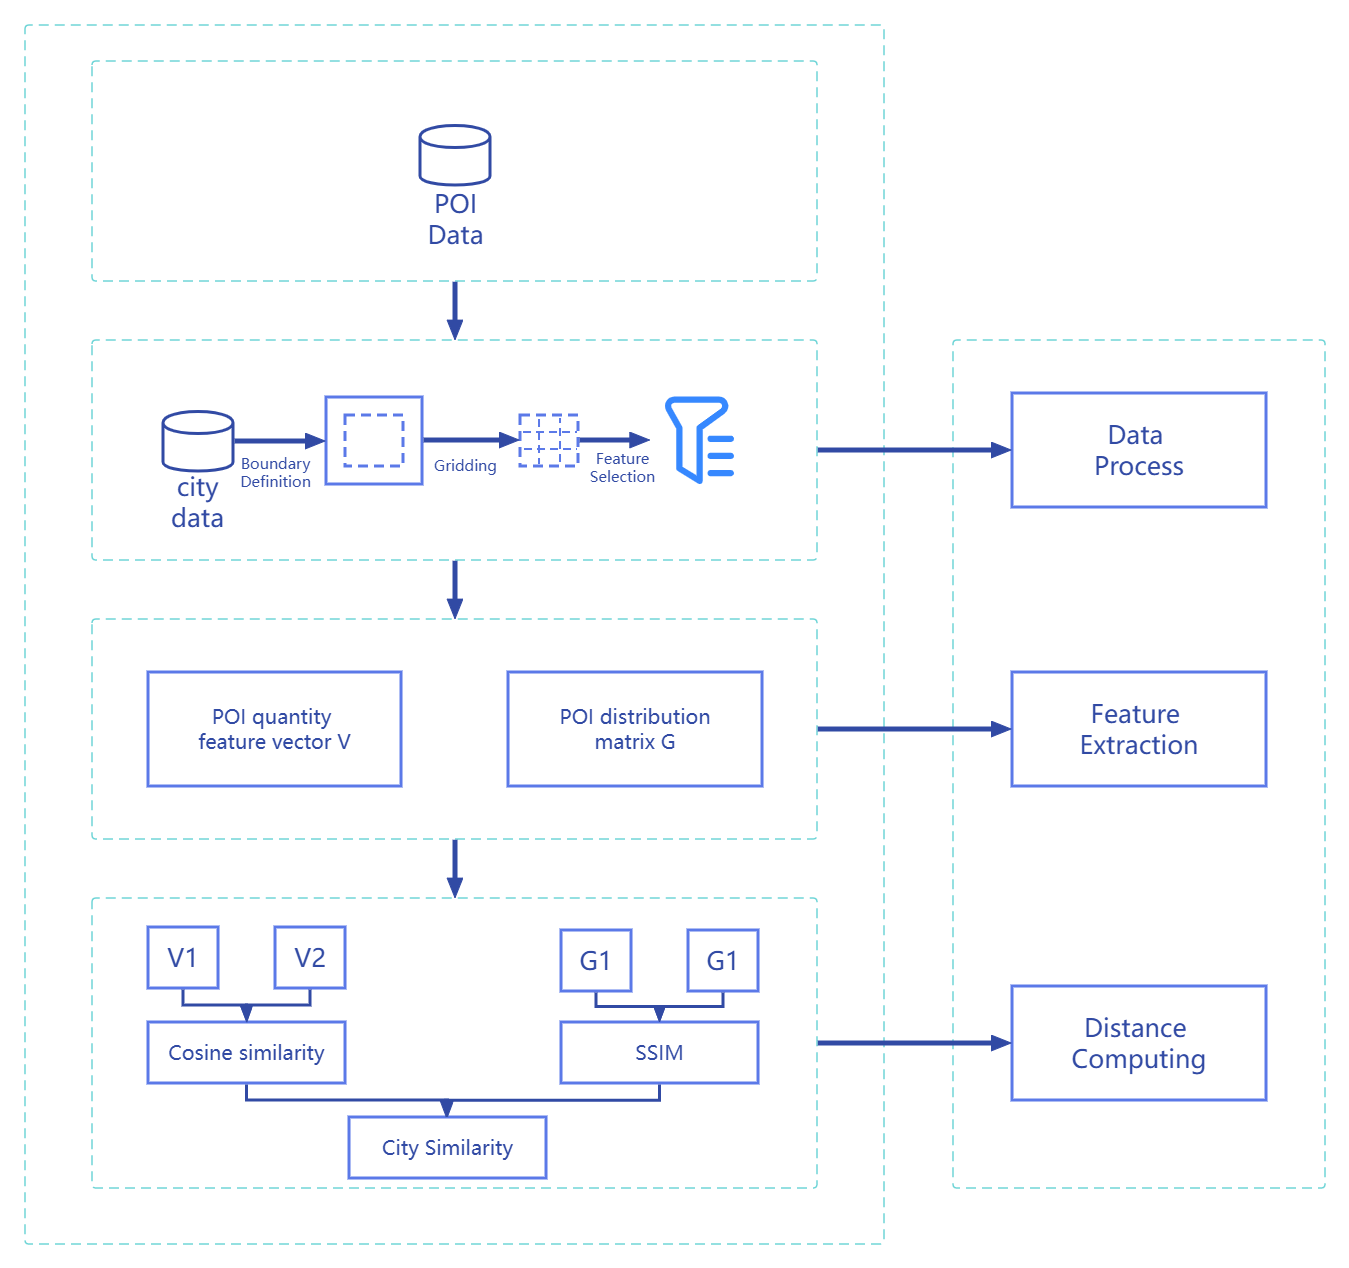 POI
Data
city
data
Boundary
Definition
Gridding
Feature
Selection
Data
Process
POI quantity
feature vector V
POI distribution
matrix G
Feature
Extraction
V1
V2
G1
G1
Cosine similarity
SSIM
Distance
Computing
City Similarity